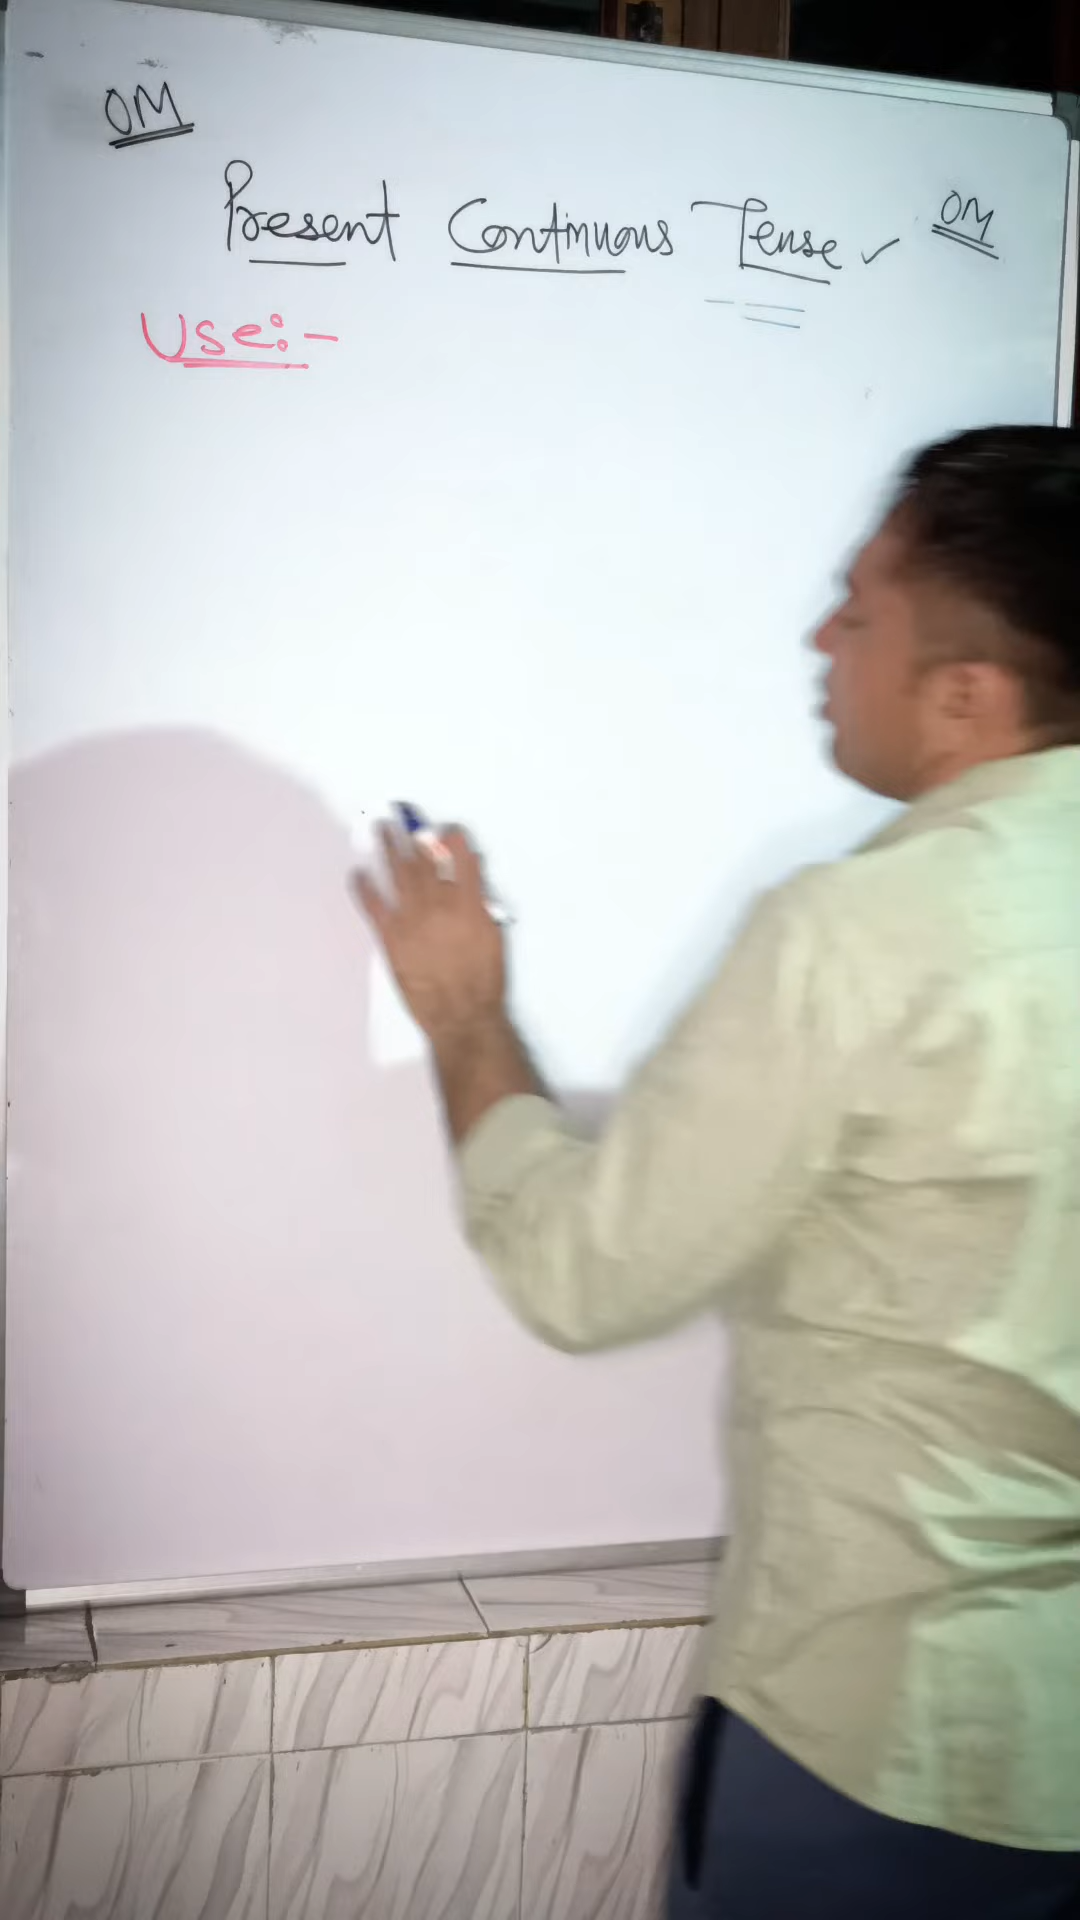 OM
Present Continuous Tense ✓ OM
Use:-